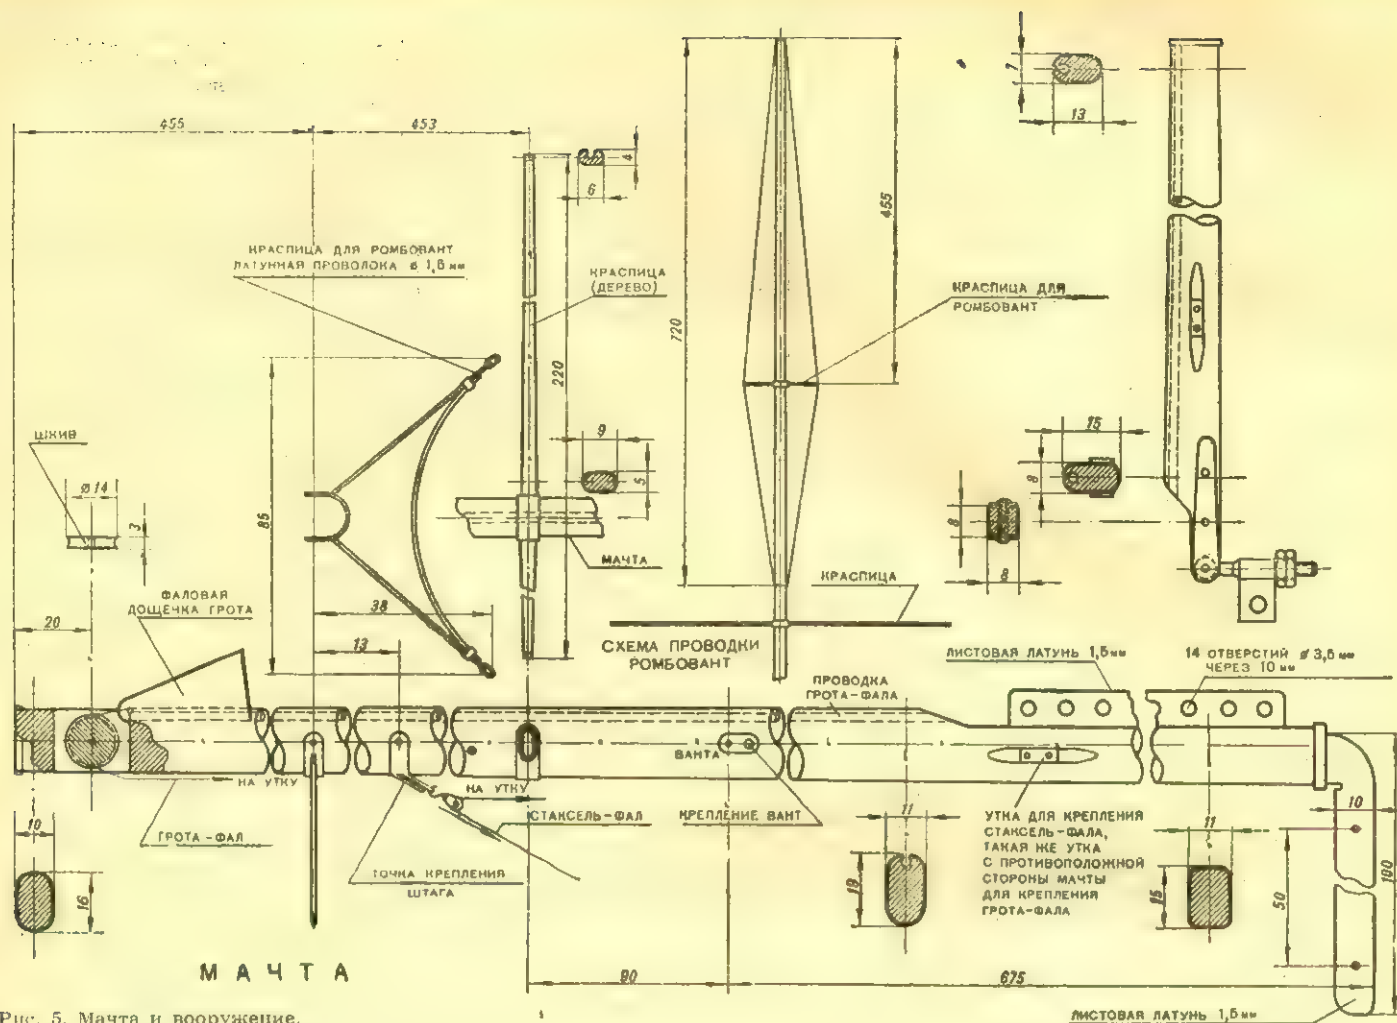 455
453
4
6
КРАСПИЦА ДЛЯ РОМБОВАНТ
ЛАТУННАЯ ПРОВОЛОКА ø 1,5 мм
КРАСПИЦА
(ДЕРЕВО)
220
720
455
КРАСПИЦА ДЛЯ
РОМБОВАНТ
7
13
ШКИВ
ø 14
3
85
9
5
МАЧТА
15
8
8
8
ФАЛОВАЯ
ДОЩЕЧКА ГРОТА
20
38
13
КРАСПИЦА
СХЕМА ПРОВОДКИ
РОМБОВАНТ
ЛИСТОВАЯ ЛАТУНЬ 1,5 мм
14 ОТВЕРСТИЙ ø 3,5 мм
ЧЕРЕЗ 10 мм
ПРОВОДКА
ГРОТА-ФАЛА
ВАНТА
НА УТКУ
НА УТКУ
ГРОТА-ФАЛ
СТАКСЕЛЬ-ФАЛ
КРЕПЛЕНИЕ ВАНТ
ТОЧКА КРЕПЛЕНИЯ
ШТАГА
10
16
11
19
УТКА ДЛЯ КРЕПЛЕНИЯ
СТАКСЕЛЬ-ФАЛА,
ТАКАЯ ЖЕ УТКА
С ПРОТИВОПОЛОЖНОЙ
СТОРОНЫ МАЧТЫ
ДЛЯ КРЕПЛЕНИЯ
ГРОТА-ФАЛА
11
15
10
50
100
90
675
МАЧТА
Рис. 5. Мачта и вооружение.
ЛИСТОВАЯ ЛАТУНЬ 1,5 мм